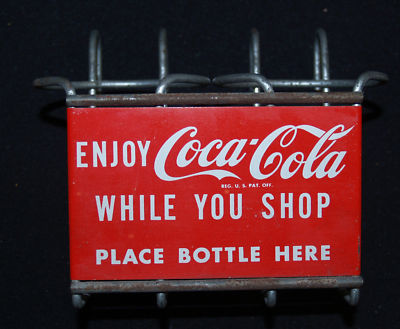 ENJOY Coca-Cola
REG. U. S. PAT. OFF.
WHILE YOU SHOP
PLACE BOTTLE HERE